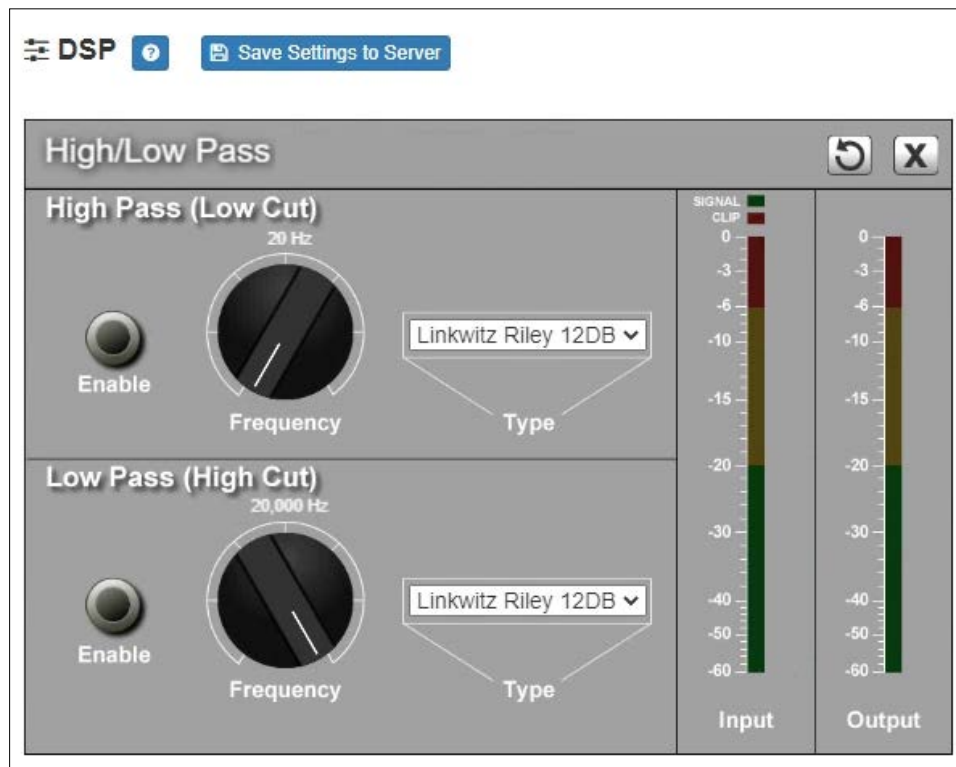 DSP ? Save Settings to Server
High/Low Pass X
High Pass (Low Cut)
20 Hz
Enable
Frequency
Linkwitz Riley 12DB
Type
Low Pass (High Cut)
20,000 Hz
Enable
Frequency
Linkwitz Riley 12DB
Type
SIGNAL
CLIP
0
-3
-6
-10
-15
-20
-30
-40
-50
-60
Input
0
-3
-6
-10
-15
-20
-30
-40
-50
-60
Output